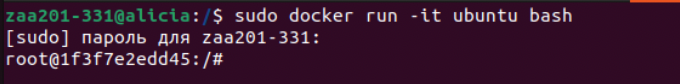 zaa201-331@alicia:/$ sudo docker run -it ubuntu bash
[sudo] пароль для zaa201-331:
root@1f3f7e2edd45:/#